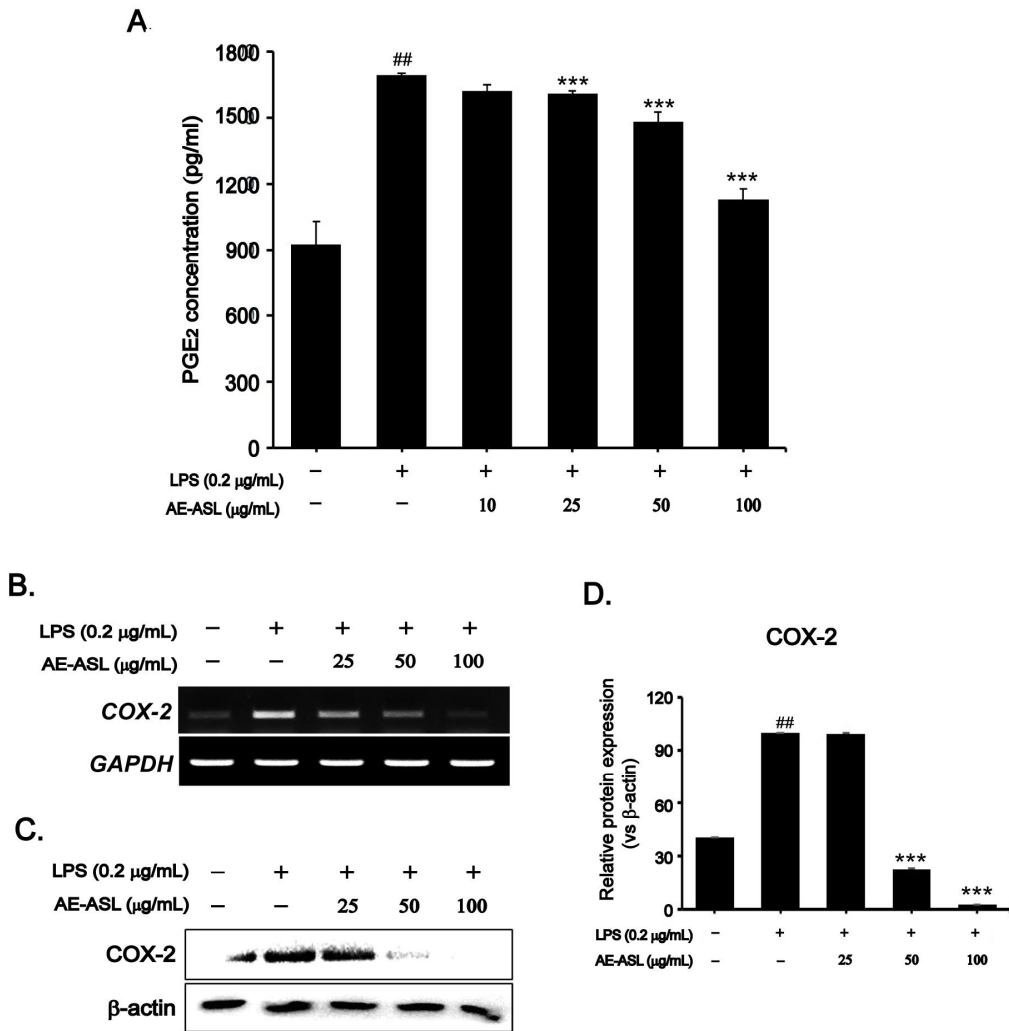 A.
1800
1500
1200
900
600
300
0
PGE2 concentration (pg/ml)
##
***
***
***
LPS (0.2 μg/mL) – + + + + +
AE-ASL (μg/mL) – – 10 25 50 100
B.
LPS (0.2 μg/mL) – + + + +
AE-ASL (μg/mL) – – 25 50 100
COX-2
GAPDH
C.
LPS (0.2 μg/mL) – + + + +
AE-ASL (μg/mL) – – 25 50 100
COX-2
β-actin
D.
COX-2
120
90
60
30
0
Relative protein expression
(vs β-actin)
##
***
***
LPS (0.2 μg/mL) – + + + +
AE-ASL (μg/mL) – – 25 50 100